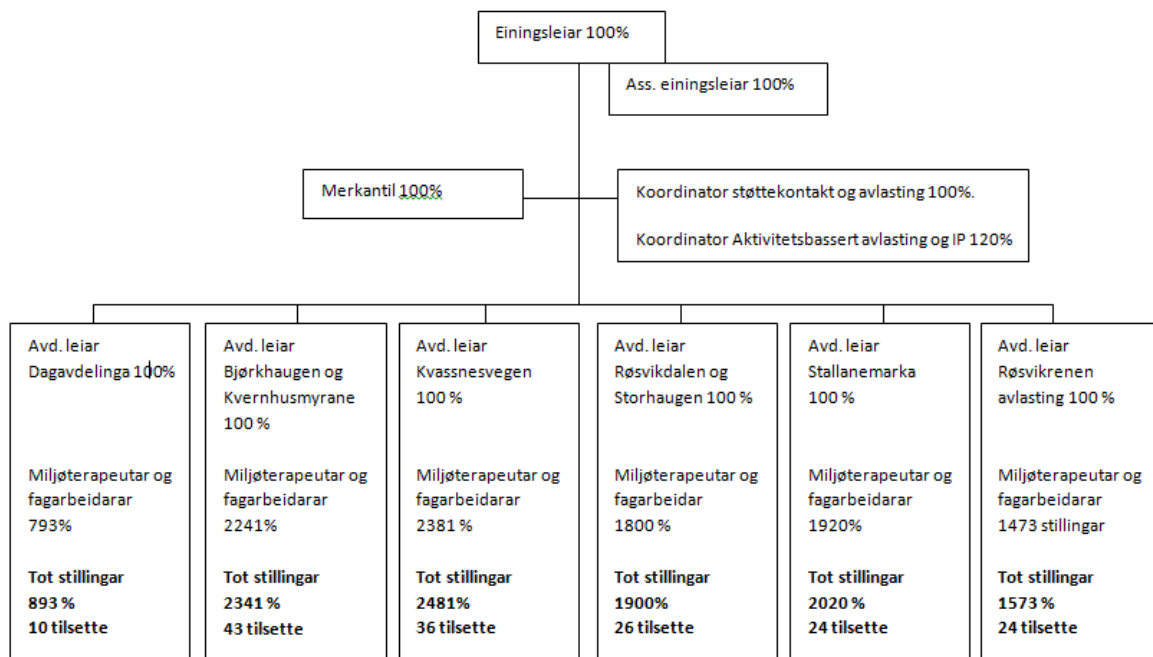 Einingsleiar 100%
Ass. einingsleiar 100%
Merkantil 100%
Koordinator støttekontakt og avlasting 100%.
Koordinator Aktivitetsbassert avlasting og IP 120%
Avd. leiar
Dagavdelinga 100%
Miljøterapeutar og
fagarbeidarar
793%
Tot stillingar
893 %
10 tilsette
Avd. leiar
Bjørkhaugen og
Kvernhusmyrane
100 %
Miljøterapeutar og
fagarbeidarar
2241%
Tot stillingar
2341 %
43 tilsette
Avd. leiar
Kvassnesvegen
100 %
Miljøterapeutar og
fagarbeidarar
2381 %
Tot stillingar
2481%
36 tilsette
Avd. leiar
Røsvikdalen og
Storhaugen 100 %
Miljøterapeutar og
fagarbeidar
1800 %
Tot stillingar
1900%
26 tilsette
Avd. leiar
Stallanemarka
100 %
Miljøterapeutar og
fagarbeidarar
1920%
Tot stillingar
2020 %
24 tilsette
Avd. leiar
Røsvikrenen
avlasting 100 %
Miljøterapeutar og
fagarbeidarar
1473 stillingar
Tot stillingar
1573 %
24 tilsette